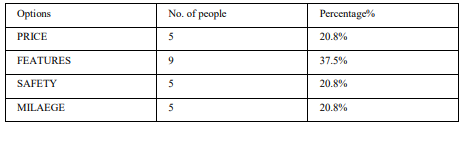 Options No. of people Percentage%
PRICE 5 20.8%
FEATURES 9 37.5%
SAFETY 5 20.8%
MILAEGE 5 20.8%